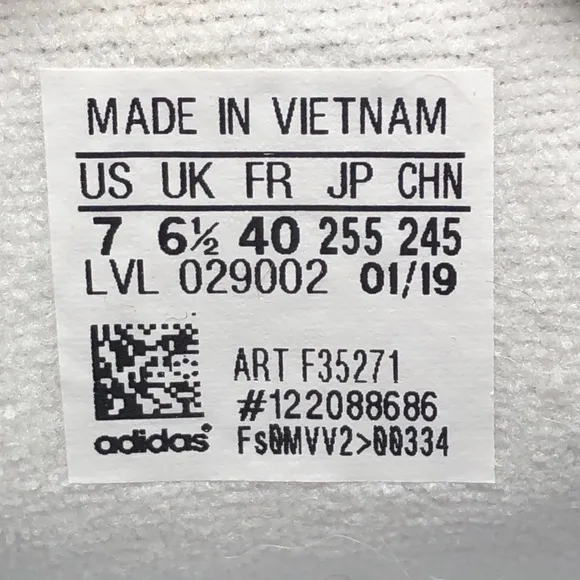 MADE IN VIETNAM
US UK FR JP CHN
7 6½ 40 255 245
LVL 029002 01/19
ART F35271
#122088686
adidas® Fs0MVV2>00334